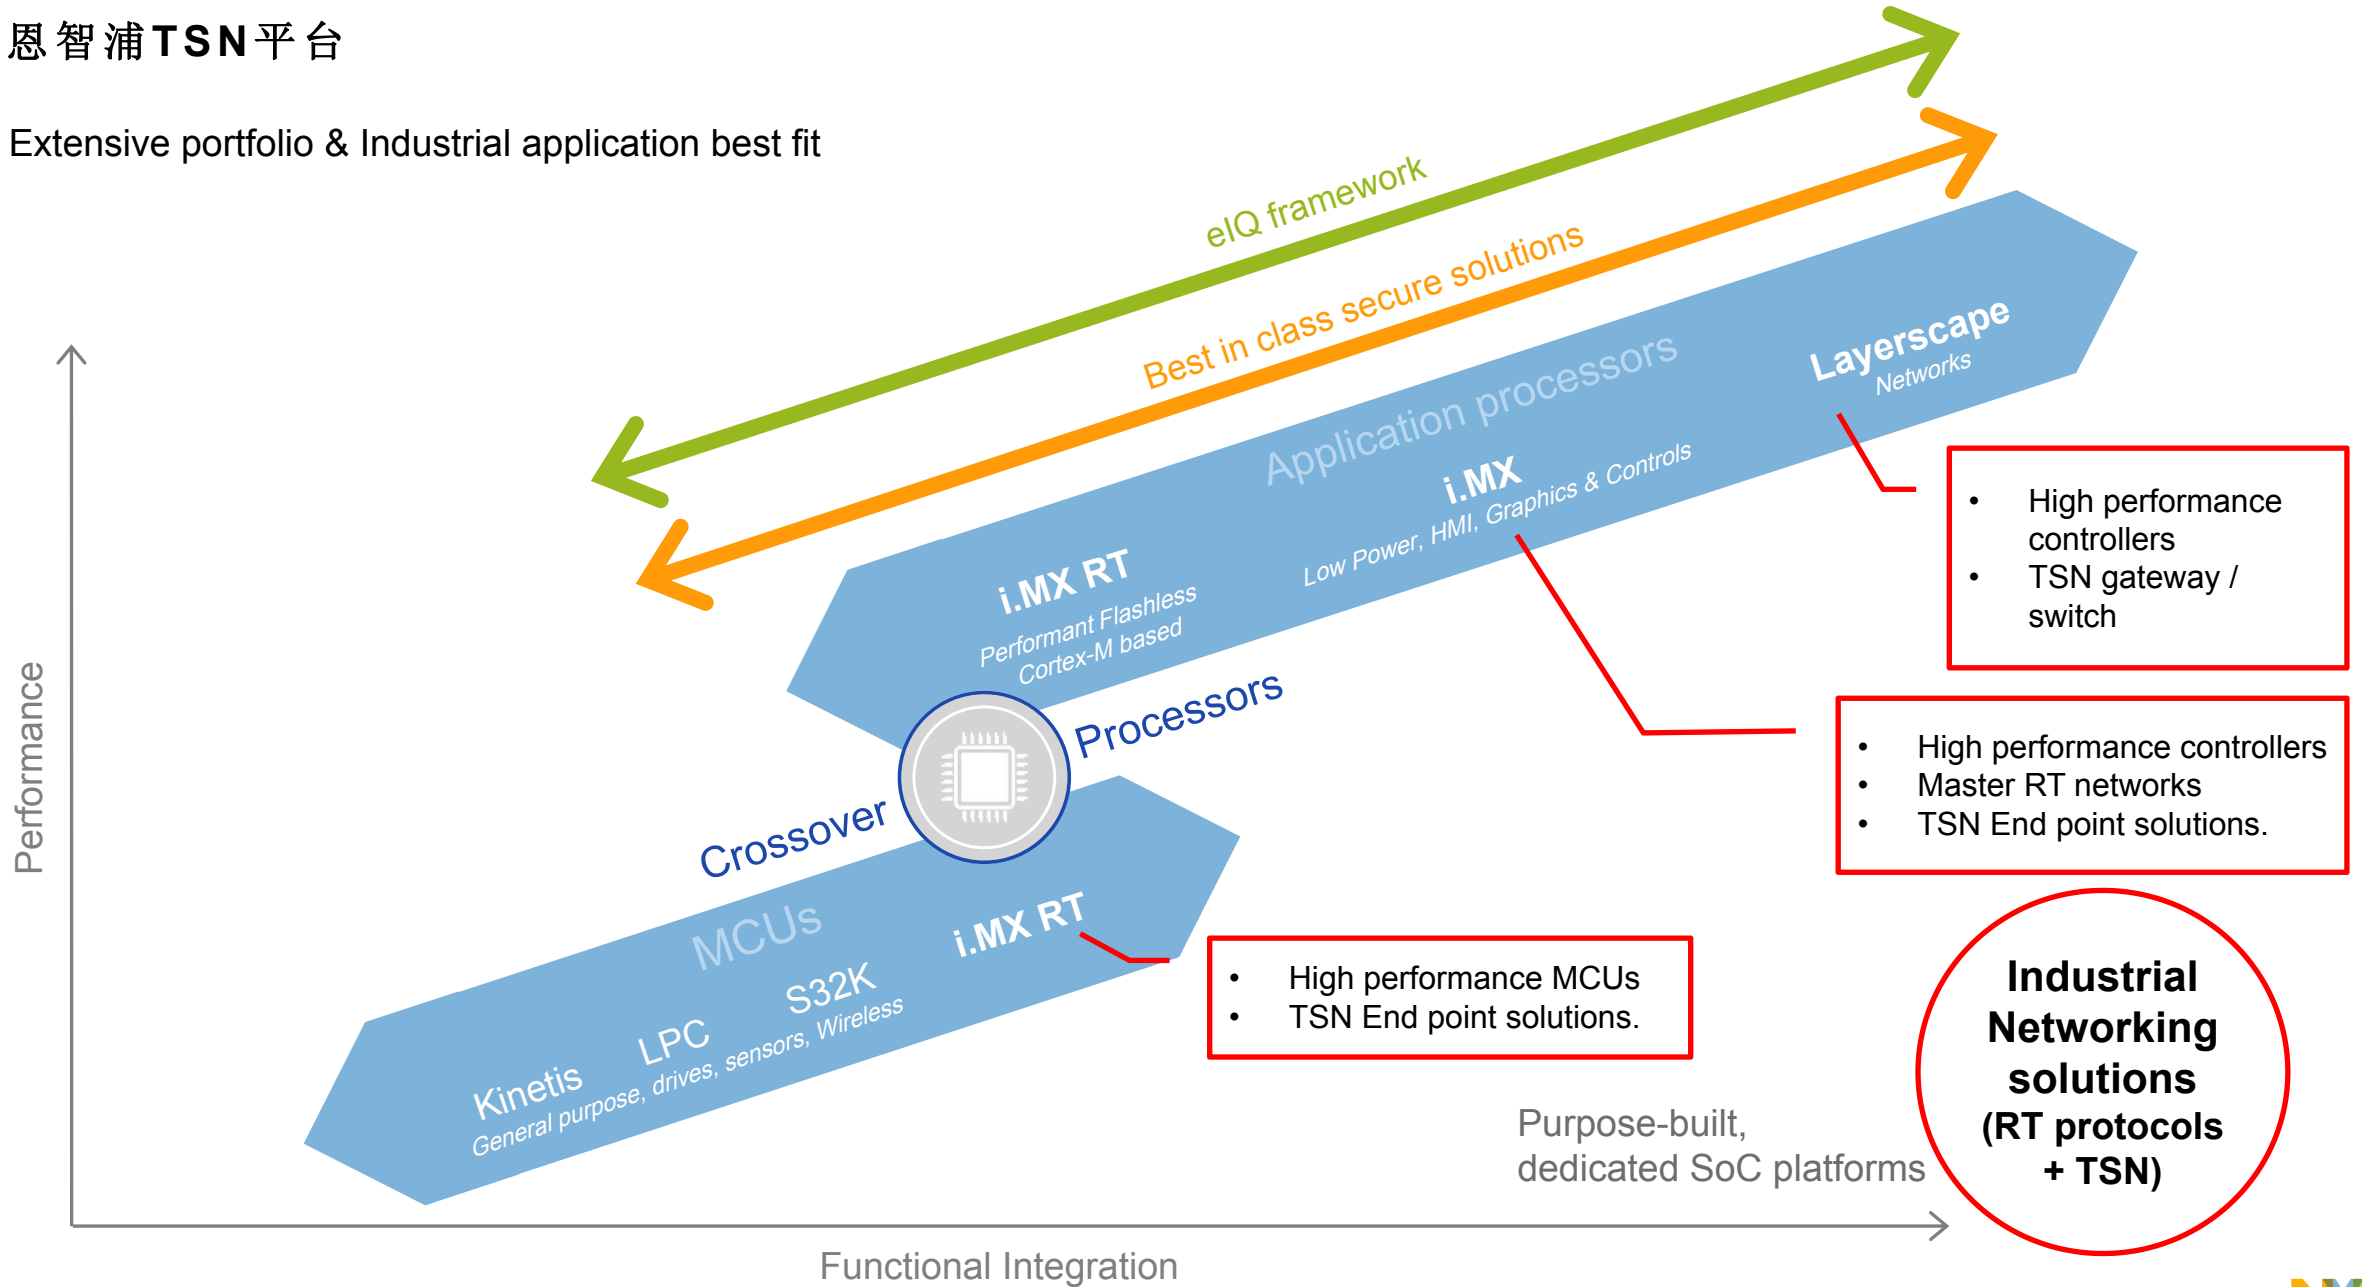 恩智浦TSN平台
Extensive portfolio & Industrial application best fit
eIQ framework
Best in class secure solutions
Application processors
Layerscape
Networks
i.MX
Low Power, HMI, Graphics & Controls
i.MX RT
Performant Flashless
Cortex-M based
• High performance
controllers
• TSN gateway /
switch
Crossover
Processors
• High performance controllers
• Master RT networks
• TSN End point solutions.
MCUs
i.MX RT
S32K
LPC
Kinetis
General purpose, drives, sensors, Wireless
• High performance MCUs
• TSN End point solutions.
Industrial
Networking
solutions
(RT protocols
+ TSN)
Purpose-built,
dedicated SoC platforms
Performance
Functional Integration